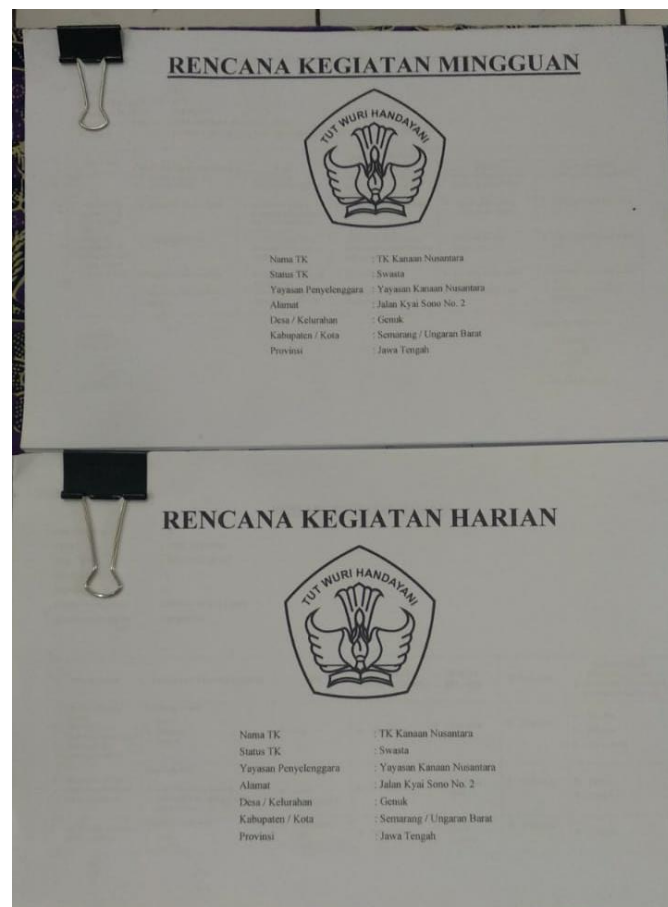 RENCANA KEGIATAN MINGGUAN
TUT WURI HANDAYANI
Nama TK : TK Kanaan Nusantara
Status TK : Swasta
Yayasan Penyelenggara : Yayasan Kanaan Nusantara
Alamat : Jalan Kyai Sono No. 2
Desa / Kelurahan : Genuk
Kabupaten / Kota : Semarang / Ungaran Barat
Provinsi : Jawa Tengah
RENCANA KEGIATAN HARIAN
TUT WURI HANDAYANI
Nama TK : TK Kanaan Nusantara
Status TK : Swasta
Yayasan Penyelenggara : Yayasan Kanaan Nusantara
Alamat : Jalan Kyai Sono No. 2
Desa / Kelurahan : Genuk
Kabupaten / Kota : Semarang / Ungaran Barat
Provinsi : Jawa Tengah